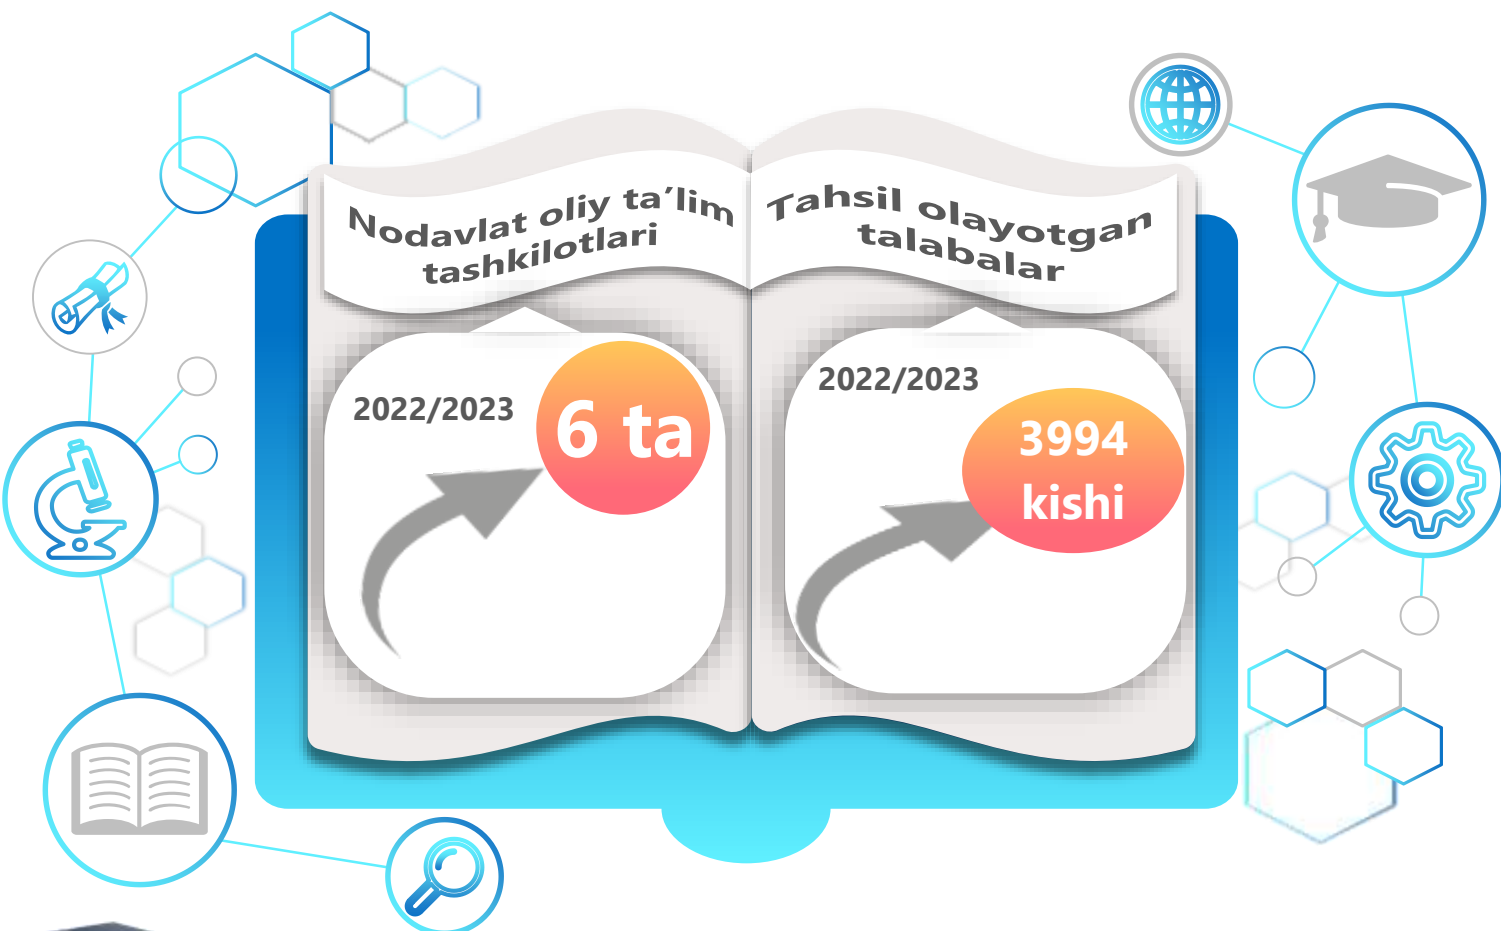 Nodavlat oliy ta’lim
tashkilotlari
2022/2023
6 ta
Tahsil olayotgan
talabalar
2022/2023
3994
kishi